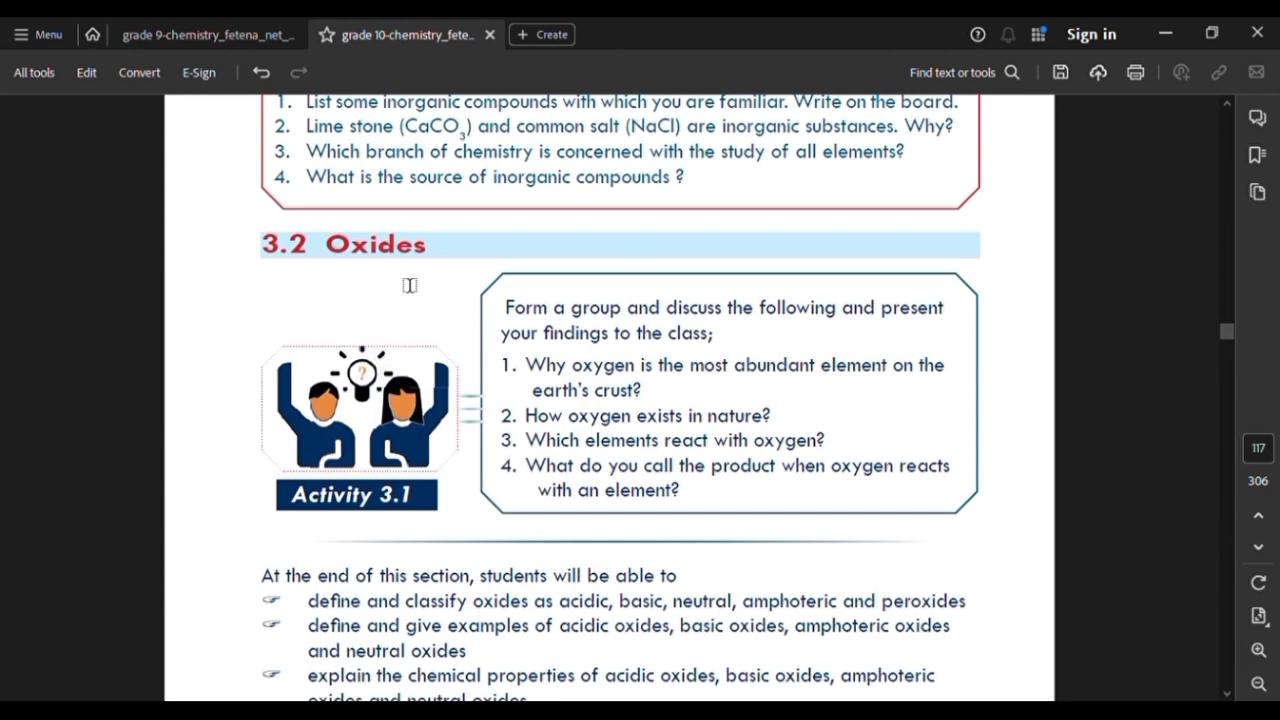 Menu
grade 9-chemistry_fetena_net_...
grade 10-chemistry_fete...
Create
Sign in
All tools
Edit
Convert
E-Sign
Find text or tools
1. List some inorganic compounds with which you are familiar. Write on the board.
2. Lime stone (CaCO₃) and common salt (NaCl) are inorganic substances. Why?
3. Which branch of chemistry is concerned with the study of all elements?
4. What is the source of inorganic compounds ?
3.2 Oxides
Form a group and discuss the following and present
your findings to the class;
1. Why oxygen is the most abundant element on the
earth's crust?
2. How oxygen exists in nature?
3. Which elements react with oxygen?
4. What do you call the product when oxygen reacts
with an element?
?
Activity 3.1
At the end of this section, students will be able to
☞ define and classify oxides as acidic, basic, neutral, amphoteric and peroxides
☞ define and give examples of acidic oxides, basic oxides, amphoteric oxides
and neutral oxides
☞ explain the chemical properties of acidic oxides, basic oxides, amphoteric
oxides and neutral oxides
117
306